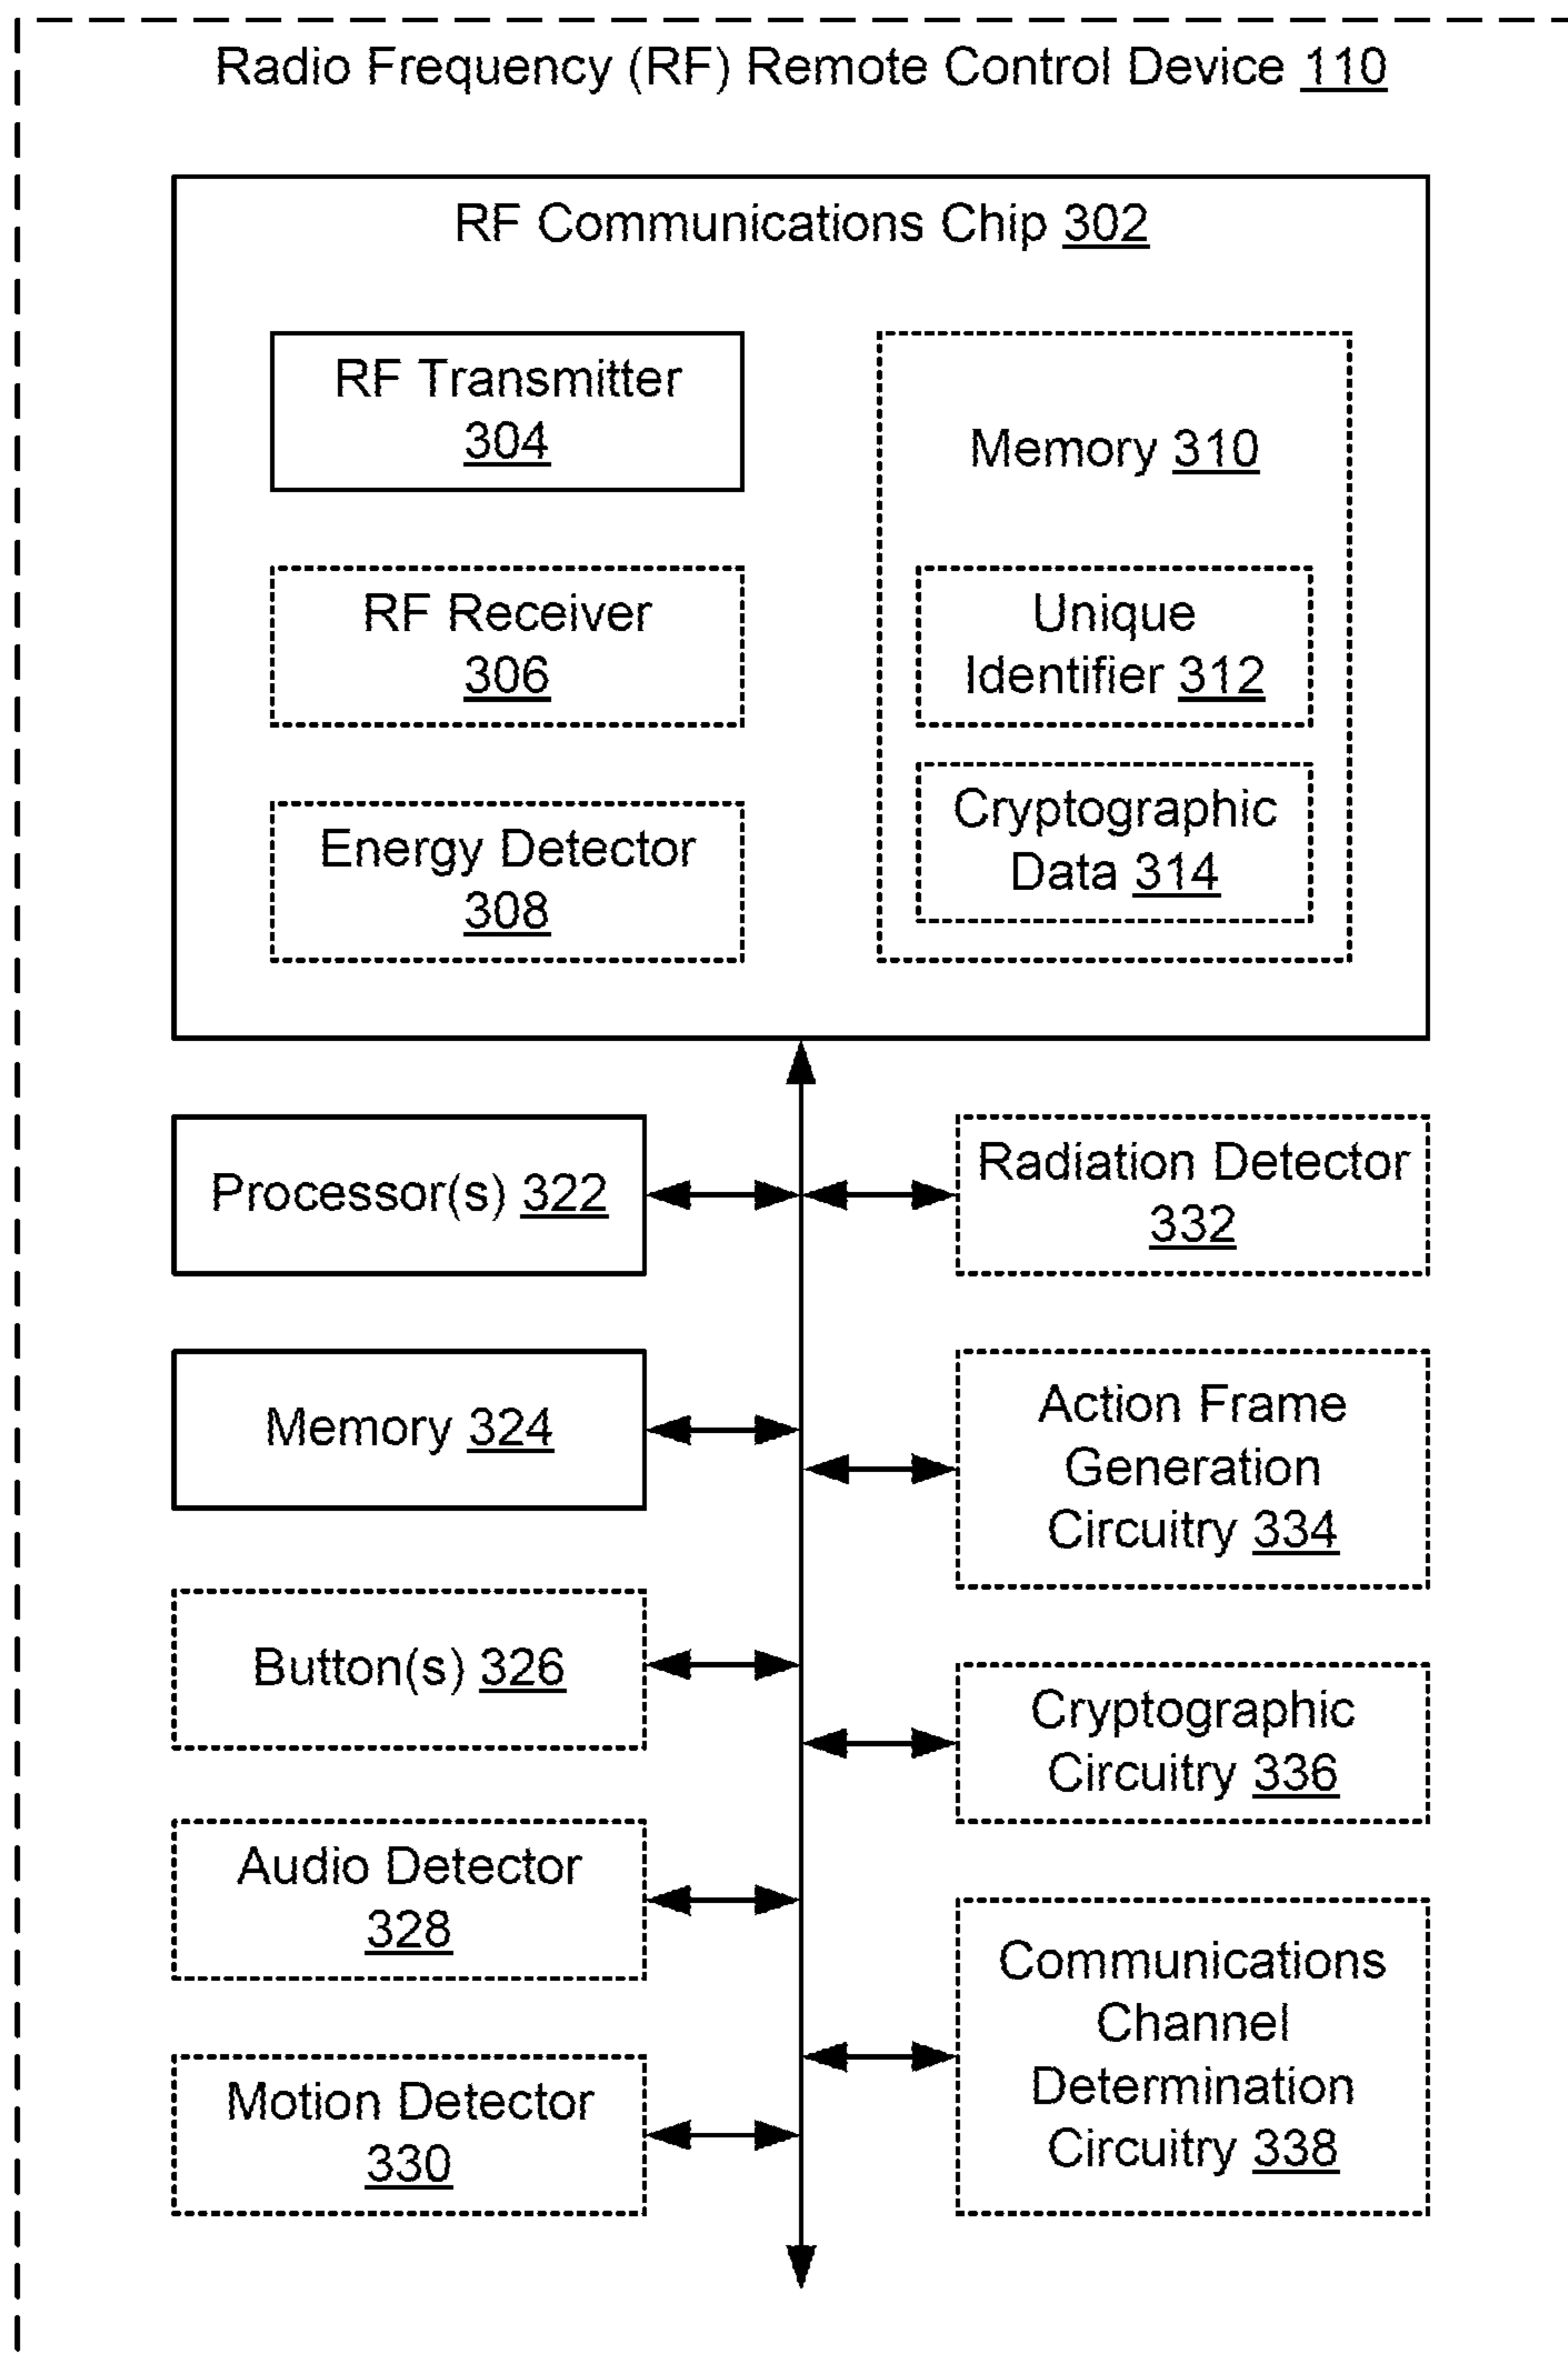 Radio Frequency (RF) Remote Control Device 110
RF Communications Chip 302
RF Transmitter
304
RF Receiver
306
Energy Detector
308
Memory 310
Unique
Identifier 312
Cryptographic
Data 314
Processor(s) 322
Memory 324
Button(s) 326
Audio Detector
328
Motion Detector
330
Radiation Detector
332
Action Frame
Generation
Circuitry 334
Cryptographic
Circuitry 336
Communications
Channel
Determination
Circuitry 338